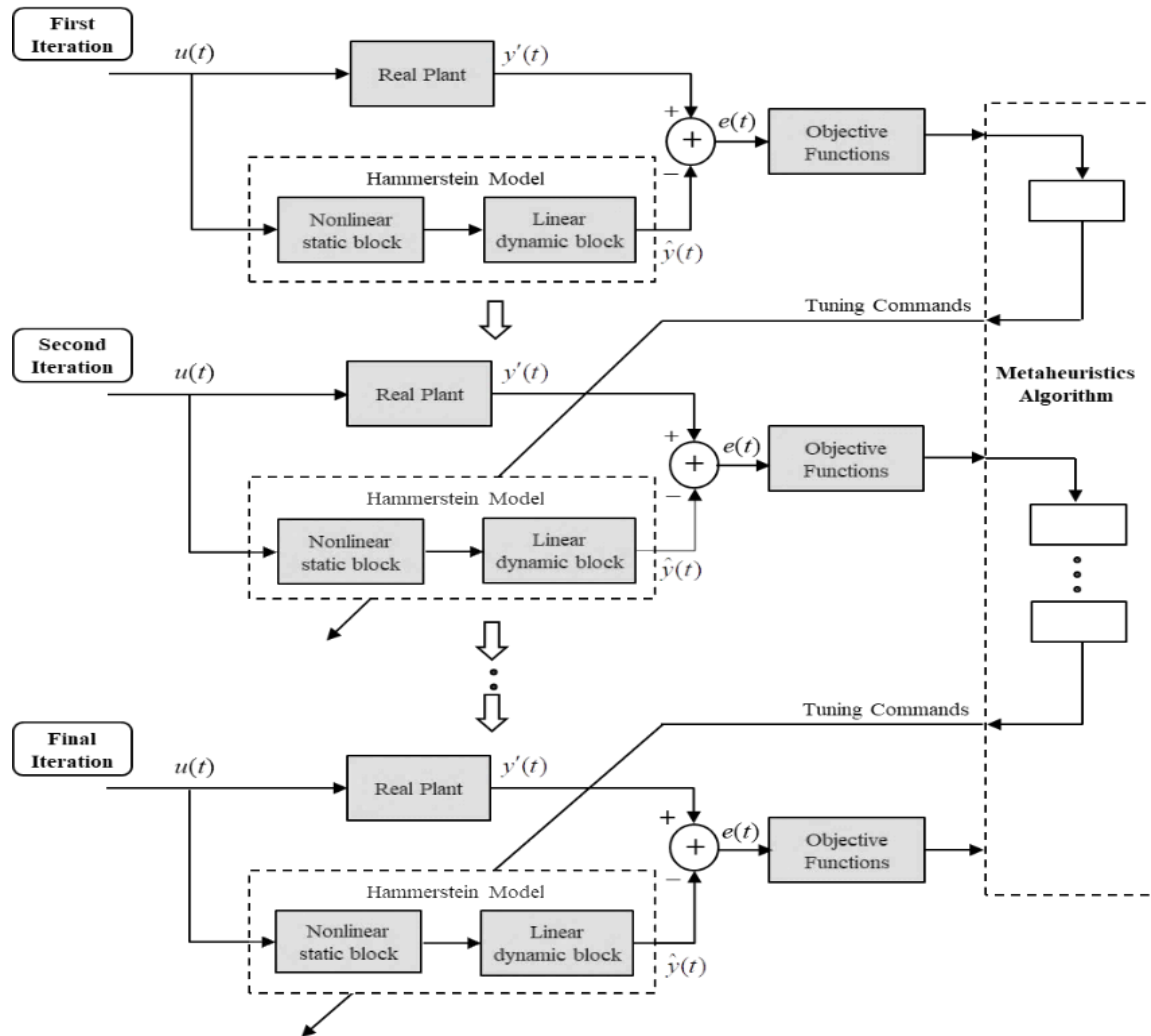 First
Iteration
u(t)
Real Plant
y′(t)
+
+
−
e(t)
Objective
Functions
Hammerstein Model
Nonlinear
static block
Linear
dynamic block
ŷ(t)
Tuning Commands
Second
Iteration
u(t)
Real Plant
y′(t)
+
+
−
e(t)
Objective
Functions
Metaheuristics
Algorithm
Hammerstein Model
Nonlinear
static block
Linear
dynamic block
ŷ(t)
Tuning Commands
Final
Iteration
u(t)
Real Plant
y′(t)
+
+
−
e(t)
Objective
Functions
Hammerstein Model
Nonlinear
static block
Linear
dynamic block
ŷ(t)